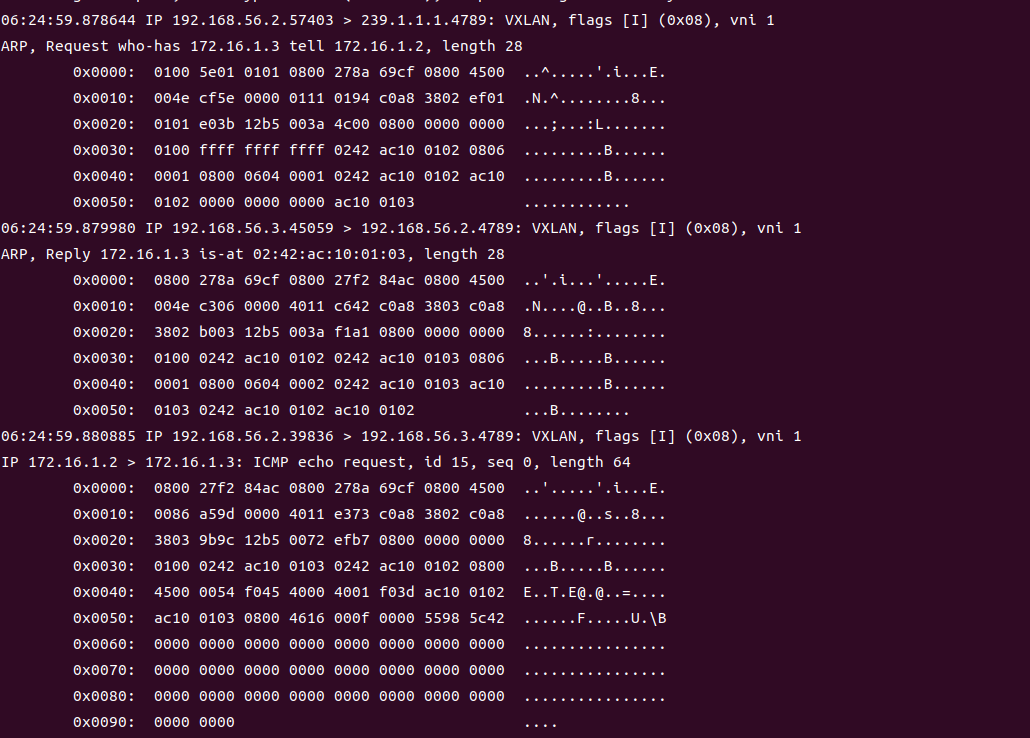 06:24:59.878644 IP 192.168.56.2.57403 > 239.1.1.1.4789: VXLAN, flags [I] (0x08), vni 1
ARP, Request who-has 172.16.1.3 tell 172.16.1.2, length 28
0x0000: 0100 5e01 0101 0800 278a 69cf 0800 4500 ..^.....'.i...E.
0x0010: 004e cf5e 0000 0111 0194 c0a8 3802 ef01 .N.^........8...
0x0020: 0101 e03b 12b5 003a 4c00 0800 0000 0000 ...;...:L.......
0x0030: 0100 ffff ffff ffff 0242 ac10 0102 0806 .........B......
0x0040: 0001 0800 0604 0001 0242 ac10 0102 ac10 .........B......
0x0050: 0102 0000 0000 0000 ac10 0103 ............
06:24:59.879980 IP 192.168.56.3.45059 > 192.168.56.2.4789: VXLAN, flags [I] (0x08), vni 1
ARP, Reply 172.16.1.3 is-at 02:42:ac:10:01:03, length 28
0x0000: 0800 278a 69cf 0800 27f2 84ac 0800 4500 ..'.i...'.....E.
0x0010: 004e c306 0000 4011 c642 c0a8 3803 c0a8 .N....@..B..8...
0x0020: 3802 b003 12b5 003a f1a1 0800 0000 0000 8......:........
0x0030: 0100 0242 ac10 0102 0242 ac10 0103 0806 ...B.....B......
0x0040: 0001 0800 0604 0002 0242 ac10 0103 ac10 .........B......
0x0050: 0103 0242 ac10 0102 ac10 0102 ...B........
06:24:59.880885 IP 192.168.56.2.39836 > 192.168.56.3.4789: VXLAN, flags [I] (0x08), vni 1
IP 172.16.1.2 > 172.16.1.3: ICMP echo request, id 15, seq 0, length 64
0x0000: 0800 27f2 84ac 0800 278a 69cf 0800 4500 ..'.....'.i...E.
0x0010: 0086 a59d 0000 4011 e373 c0a8 3802 c0a8 ......@..s..8...
0x0020: 3803 9b9c 12b5 0072 efb7 0800 0000 0000 8......r........
0x0030: 0100 0242 ac10 0103 0242 ac10 0102 0800 ...B.....B......
0x0040: 4500 0054 f045 4000 4001 f03d ac10 0102 E..T.E@.@..=....
0x0050: ac10 0103 0800 4616 000f 0000 5598 5c42 ......F.....U.\B
0x0060: 0000 0000 0000 0000 0000 0000 0000 0000 ................
0x0070: 0000 0000 0000 0000 0000 0000 0000 0000 ................
0x0080: 0000 0000 0000 0000 0000 0000 0000 0000 ................
0x0090: 0000 0000 ....